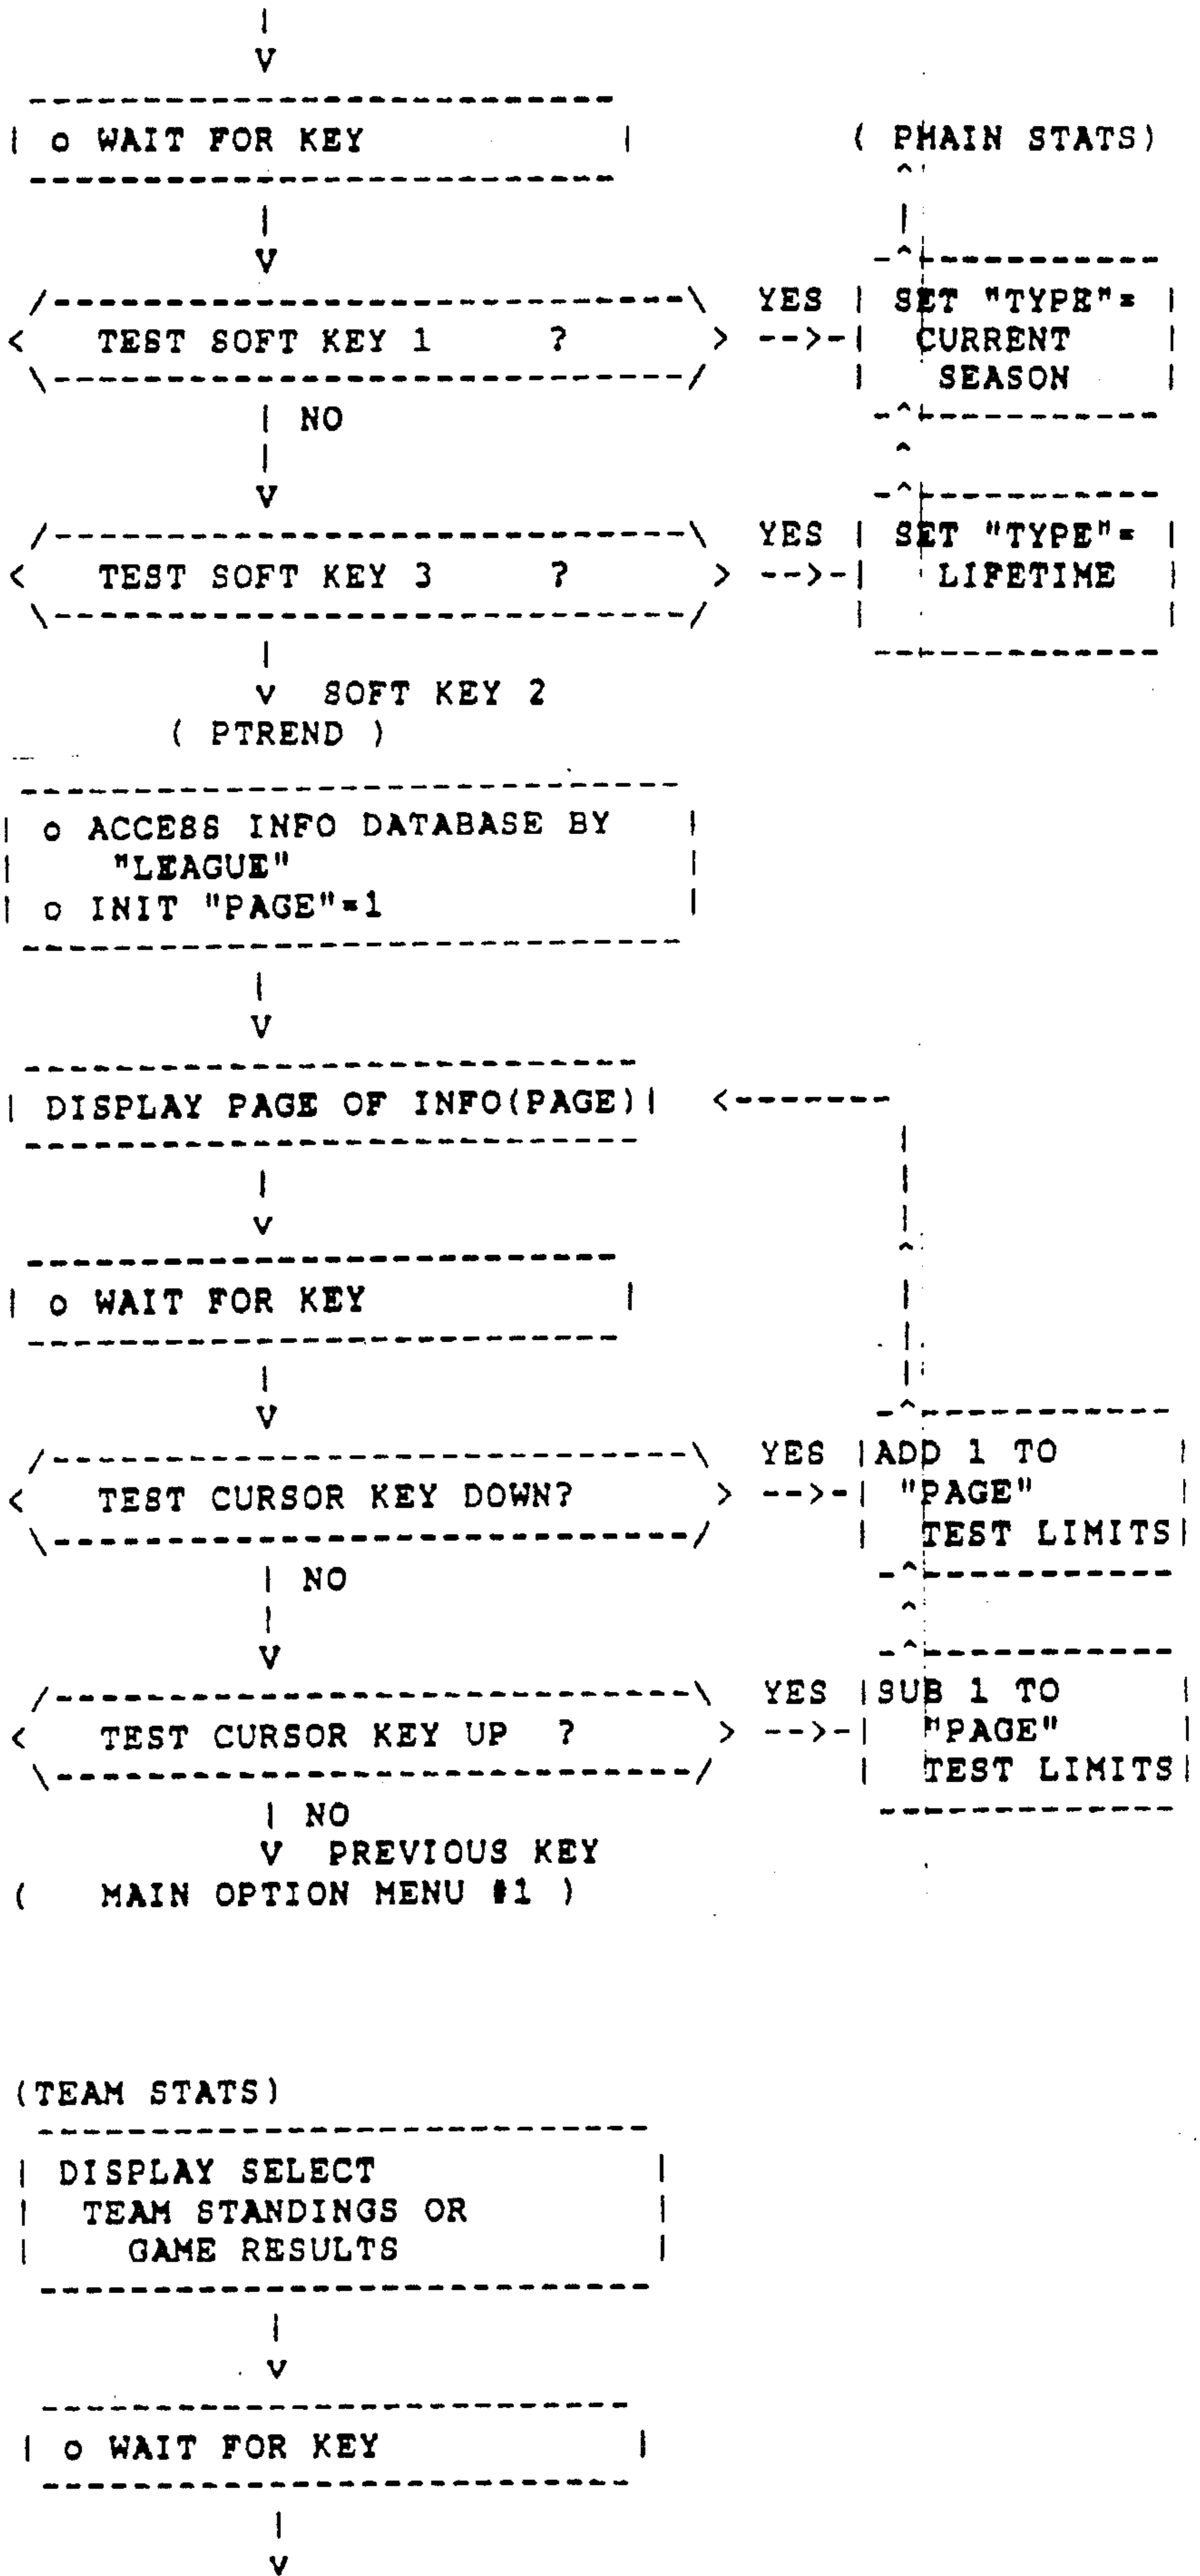 o WAIT FOR KEY
( PMAIN STATS)
TEST SOFT KEY 1 ?
YES
SET "TYPE"=
CURRENT
SEASON
NO
TEST SOFT KEY 3 ?
YES
SET "TYPE"=
LIFETIME
SOFT KEY 2
( PTREND )
o ACCESS INFO DATABASE BY
"LEAGUE"
o INIT "PAGE"=1
DISPLAY PAGE OF INFO(PAGE)
o WAIT FOR KEY
TEST CURSOR KEY DOWN?
YES
ADD 1 TO
"PAGE"
TEST LIMITS
NO
TEST CURSOR KEY UP ?
YES
SUB 1 TO
"PAGE"
TEST LIMITS
NO
PREVIOUS KEY
( MAIN OPTION MENU #1 )
(TEAM STATS)
DISPLAY SELECT
TEAM STANDINGS OR
GAME RESULTS
o WAIT FOR KEY